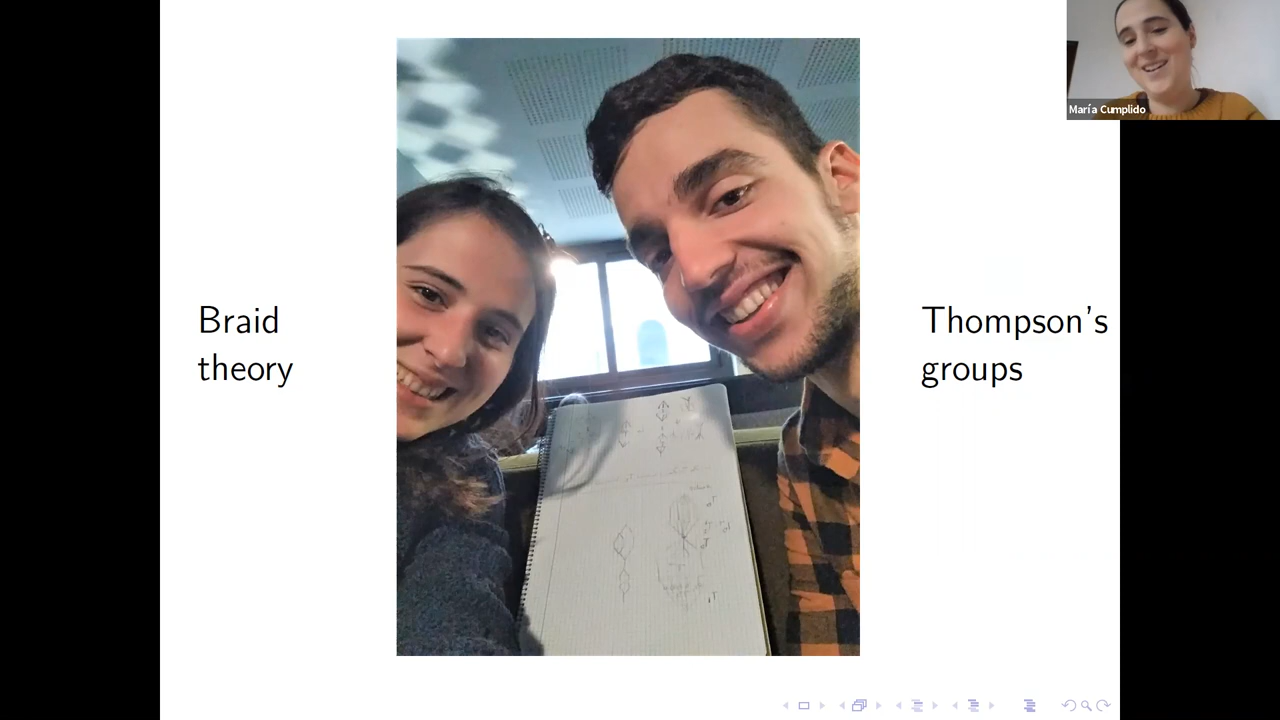 María Cumplido
Braid
theory
Thompson's
groups